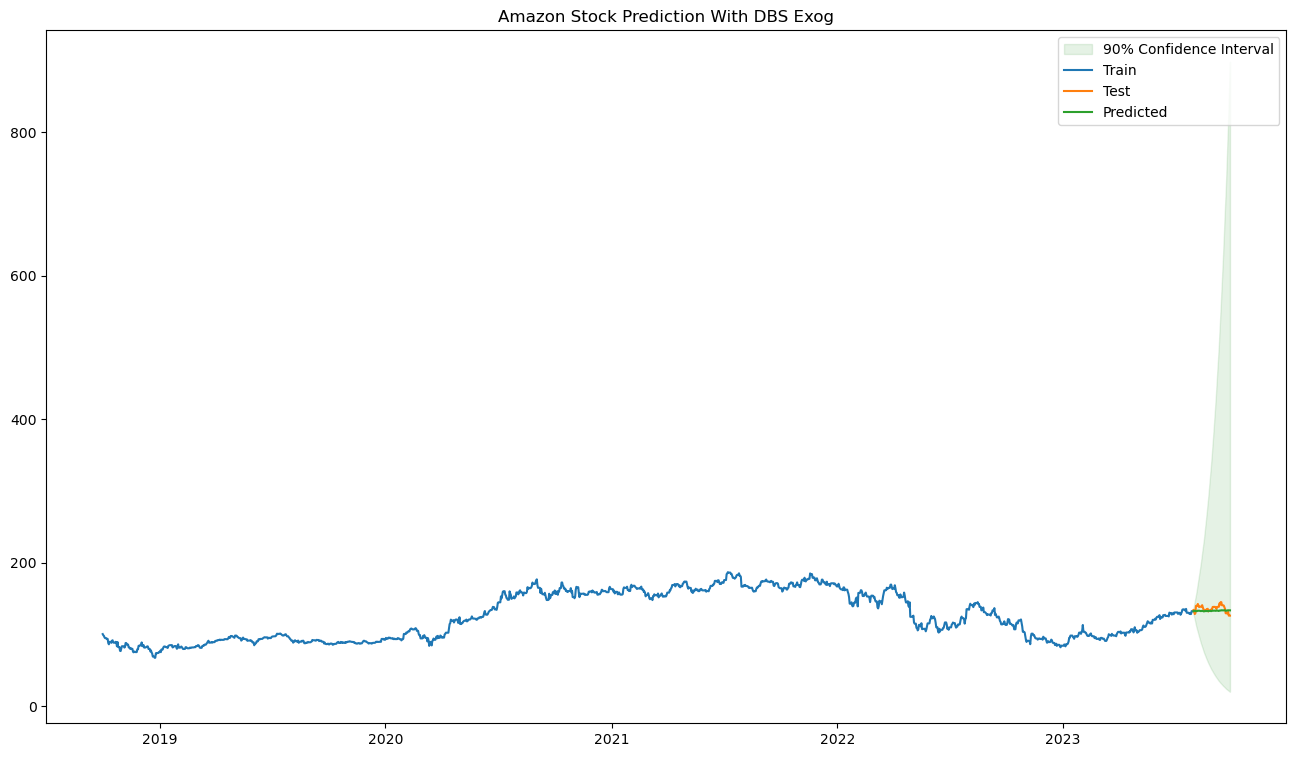 Amazon Stock Prediction With DBS Exog
90% Confidence Interval
Train
Test
Predicted
800
600
400
200
0
2019 2020 2021 2022 2023